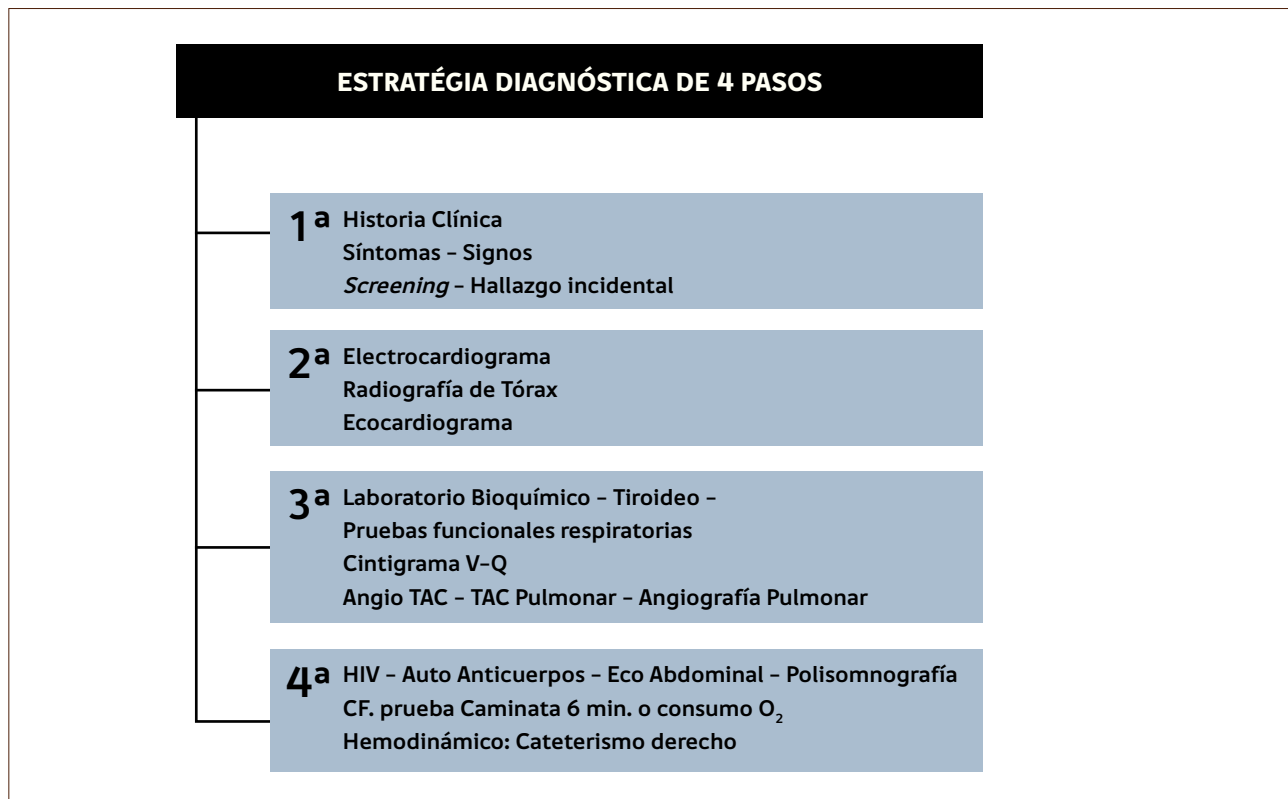 ESTRATÉGIA DIAGNÓSTICA DE 4 PASOS
1ª Historia Clínica
Síntomas – Signos
Screening – Hallazgo incidental
2ª Electrocardiograma
Radiografía de Tórax
Ecocardiograma
3ª Laboratorio Bioquímico – Tiroideo –
Pruebas funcionales respiratorias
Cintigrama V–Q
Angio TAC – TAC Pulmonar – Angiografía Pulmonar
4ª HIV – Auto Anticuerpos – Eco Abdominal – Polisomnografía
CF. prueba Caminata 6 min. o consumo O₂
Hemodinámico: Cateterismo derecho